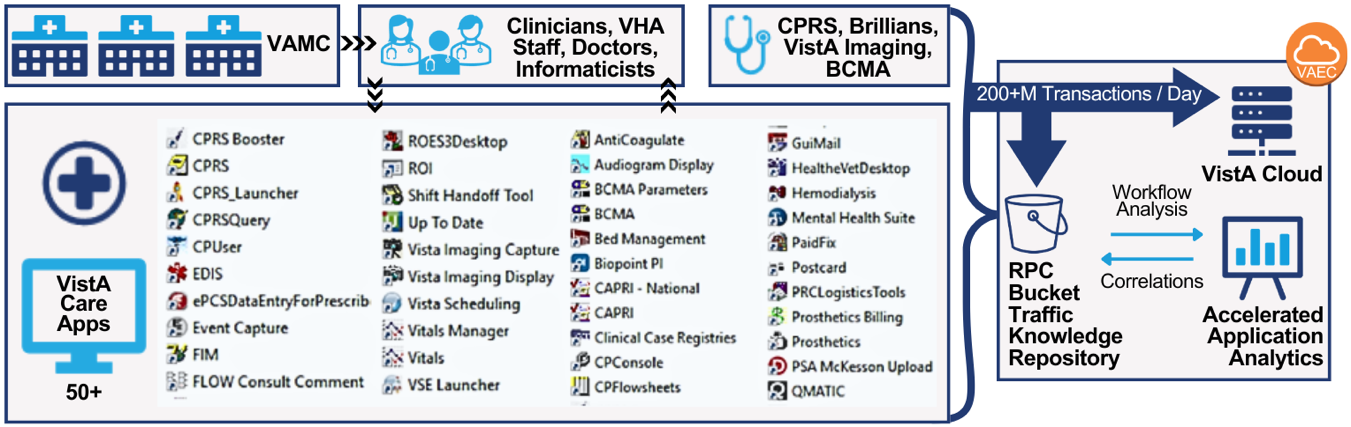 VAMC
Clinicians, VHA
Staff, Doctors,
Informaticists
CPRS, Brillians,
VistA Imaging,
BCMA
VAEC
200+M Transactions / Day
VistA Cloud
Workflow
Analysis
Correlations
RPC
Bucket
Traffic
Knowledge
Repository
Accelerated
Application
Analytics
VistA
Care
Apps
50+
CPRS Booster
CPRS
CPRS_Launcher
CPRSQuery
CPUser
EDIS
ePCSDataEntryForPrescrib
Event Capture
FIM
FLOW Consult Comment
ROES3Desktop
ROI
Shift Handoff Tool
Up To Date
Vista Imaging Capture
Vista Imaging Display
Vista Scheduling
Vitals Manager
Vitals
VSE Launcher
AntiCoagulate
Audiogram Display
BCMA Parameters
BCMA
Bed Management
Biopoint PI
CAPRI - National
CAPRI
Clinical Case Registries
CPConsole
CPFlowsheets
GuiMail
HealtheVetDesktop
Hemodialysis
Mental Health Suite
PaidFix
Postcard
PRCLogisticsTools
Prosthetics Billing
Prosthetics
PSA McKesson Upload
QMATIC